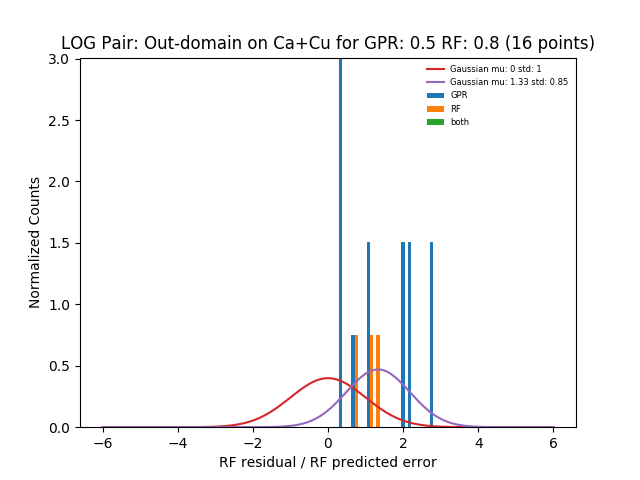 LOG Pair: Out-domain on Ca+Cu for GPR: 0.5 RF: 0.8 (16 points)
Gaussian mu: 0 std: 1
Gaussian mu: 1.33 std: 0.85
GPR
RF
both
Normalized Counts
3.0
2.5
2.0
1.5
1.0
0.5
0.0
−6 −4 −2 0 2 4 6
RF residual / RF predicted error